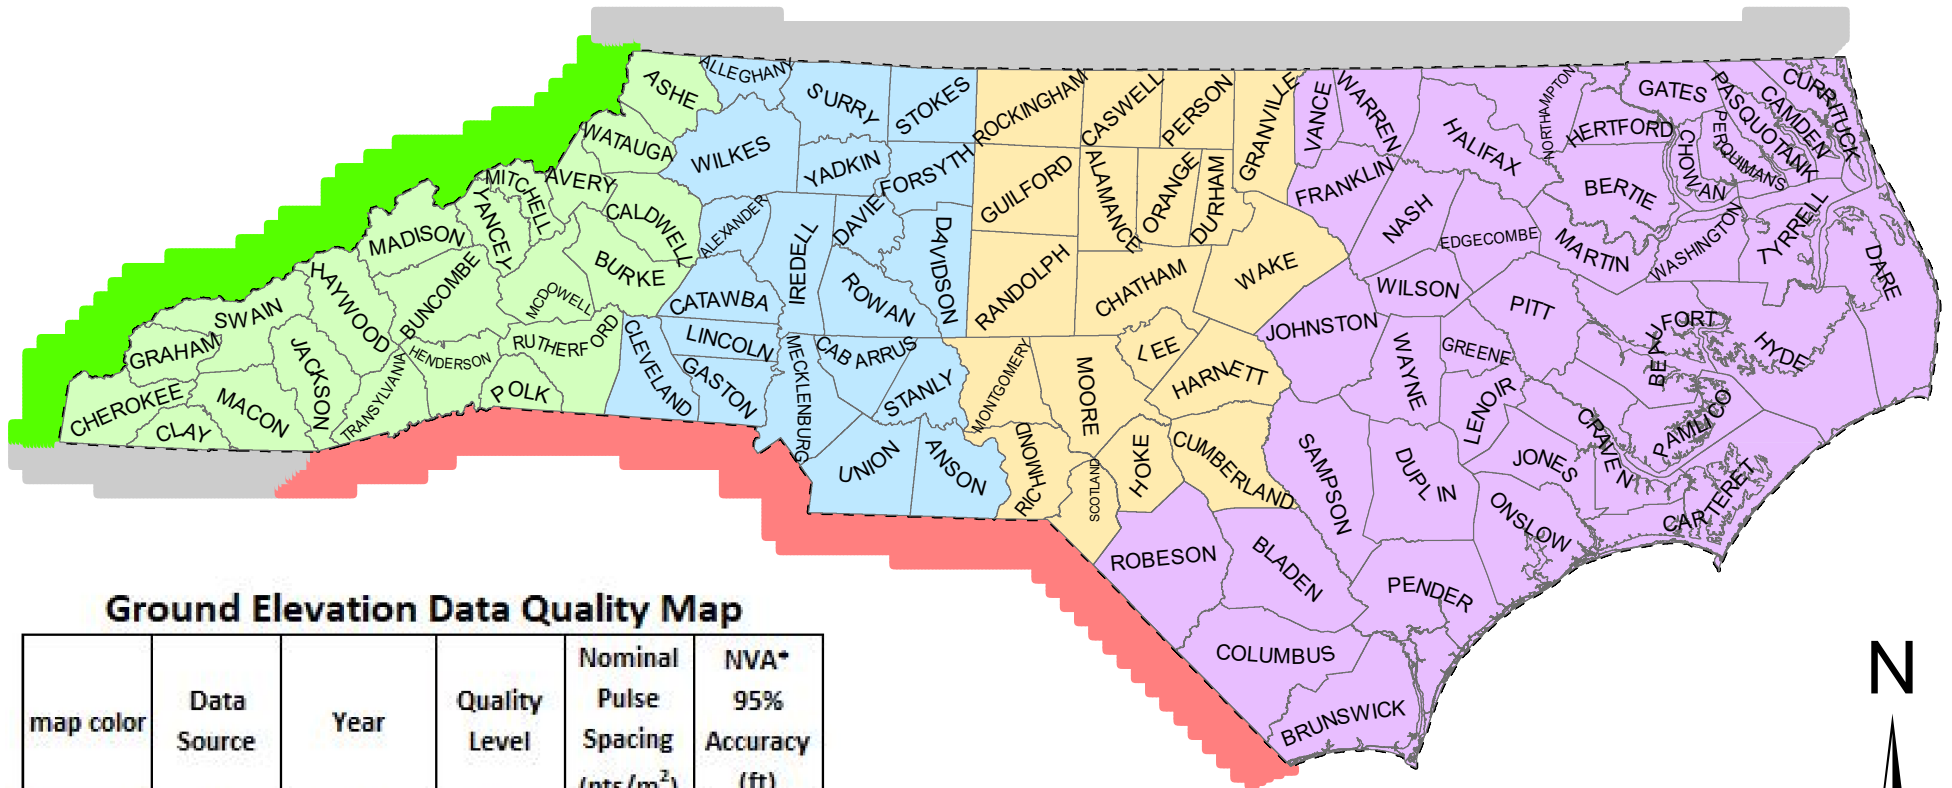 ALLEGHANY
ASHE
SURRY
STOKES
ROCKINGHAM
CASWELL
PERSON
GRANVILLE
VANCE
WARREN
NORTHAMPTON
GATES
PASQUOTANK
CAMDEN
CURRITUCK
WATAUGA
WILKES
YADKIN
FORSYTH
GUILFORD
ALAMANCE
ORANGE
DURHAM
FRANKLIN
HALIFAX
HERTFORD
CHOWAN
PERQUIMANS
BERTIE
MITCHELL
AVERY
YANCEY
CALDWELL
ALEXANDER
IREDELL
DAVIE
DAVIDSON
RANDOLPH
CHATHAM
WAKE
NASH
EDGECOMBE
MARTIN
WASHINGTON
TYRRELL
DARE
MADISON
HAYWOOD
BUNCOMBE
MCDOWELL
BURKE
CATAWBA
ROWAN
JOHNSTON
WILSON
PITT
BEAUFORT
HYDE
SWAIN
GRAHAM
JACKSON
TRANSYLVANIA
HENDERSON
RUTHERFORD
CLEVELAND
LINCOLN
GASTON
MECKLENBURG
CABARRUS
STANLY
MONTGOMERY
MOORE
LEE
HARNETT
WAYNE
GREENE
LENOIR
CRAVEN
PAMLICO
CHEROKEE
CLAY
MACON
POLK
UNION
ANSON
RICHMOND
SCOTLAND
HOKE
CUMBERLAND
SAMPSON
DUPLIN
JONES
ONSLOW
CARTERET
ROBESON
BLADEN
PENDER
COLUMBUS
BRUNSWICK
N
Ground Elevation Data Quality Map
map color
Data
Source
Year
Quality
Level
Nominal
Pulse
Spacing
(pts/m²)
NVA*
95%
Accuracy
(ft)